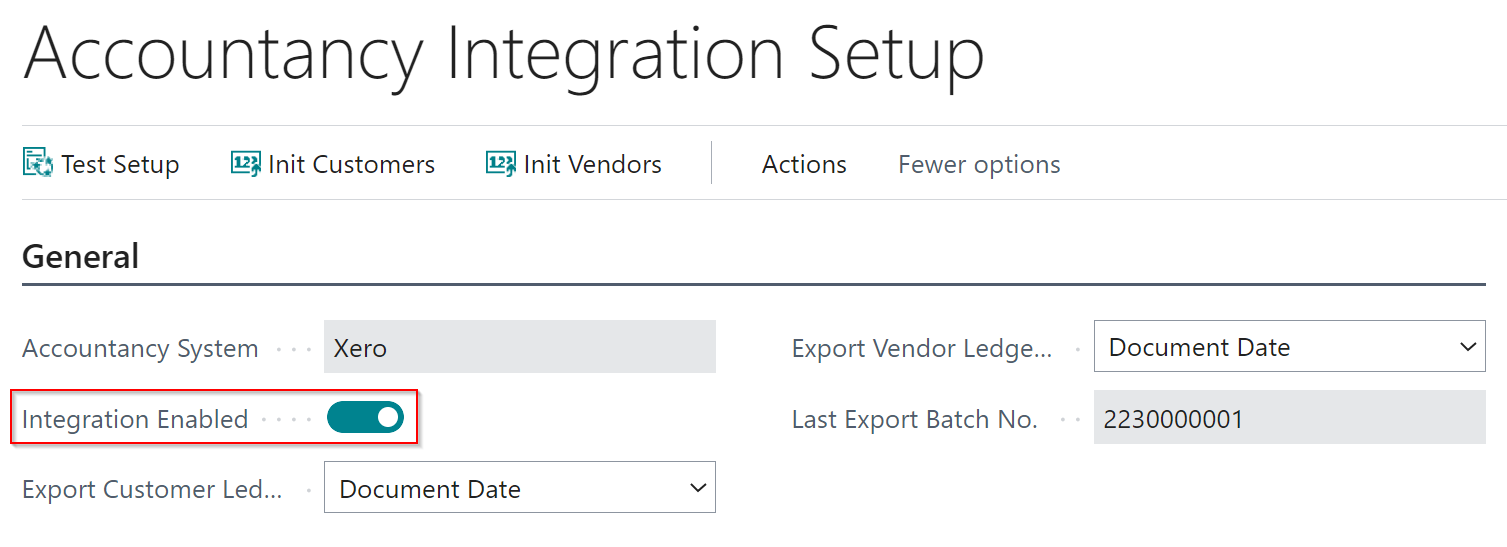 Accountancy Integration Setup
Test Setup Init Customers Init Vendors Actions Fewer options
General
Accountancy System Xero
Integration Enabled
Export Customer Led... Document Date
Export Vendor Ledge... Document Date
Last Export Batch No. 2230000001